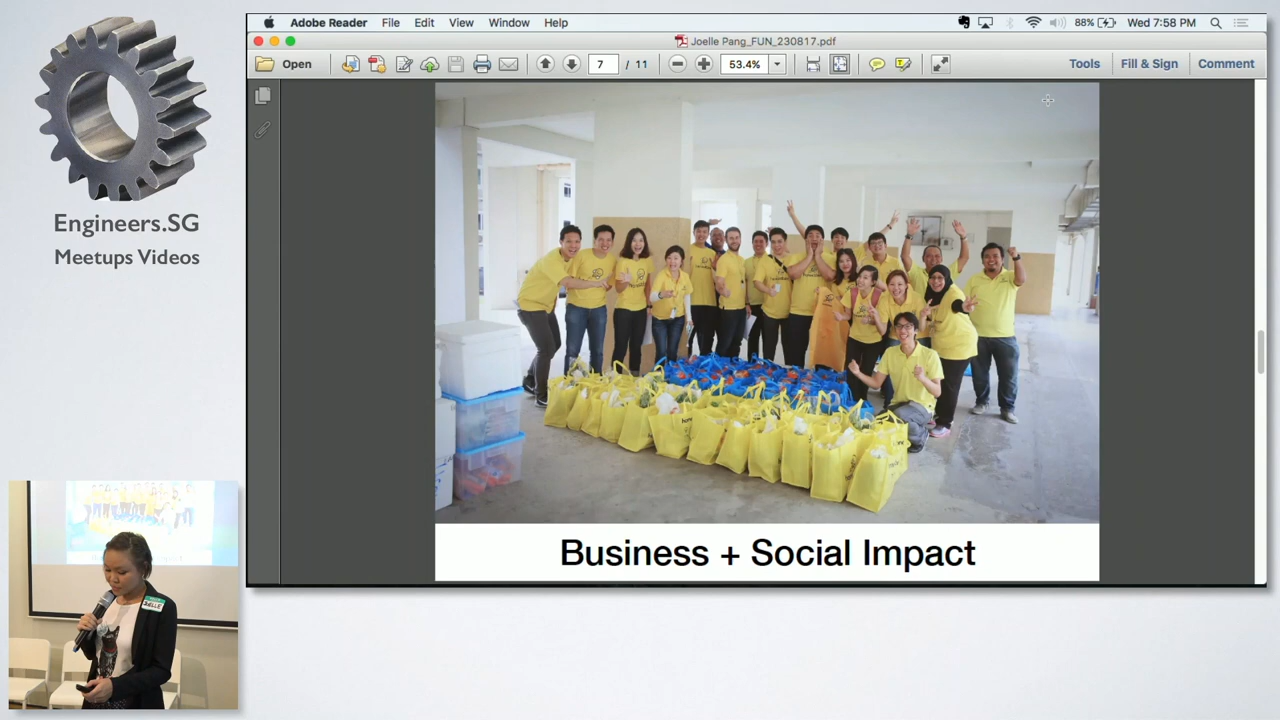 Engineers.SG
Meetups Videos
Adobe Reader File Edit View Window Help
88% Wed 7:58 PM
Joelle Pang_FUN_230817.pdf
Open
7 / 11
53.4%
Tools Fill & Sign Comment
Business + Social Impact